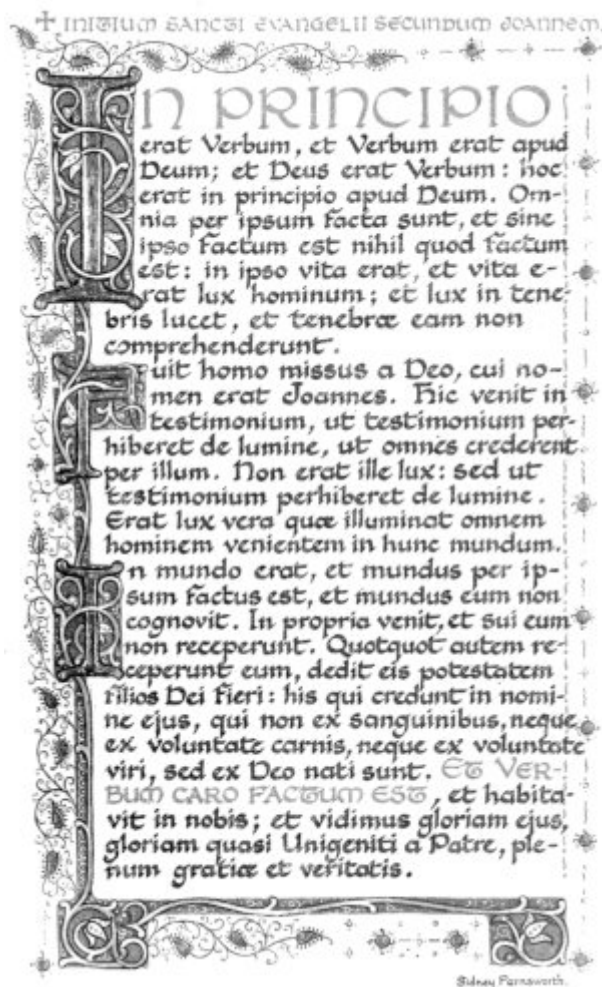 ✠ INITIUM SANCTI EVANGELII SECUNDUM JOANNEM.
IN PRINCIPIO
erat Verbum, et Verbum erat apud
Deum; et Deus erat Verbum: hoc
erat in principio apud Deum. Om-
nia per ipsum facta sunt, et sine
ipso factum est nihil quod factum
est: in ipso vita erat, et vita e-
rat lux hominum; et lux in tene-
bris lucet, et tenebræ eam non
comprehenderunt.
Fuit homo missus a Deo, cui no-
men erat Joannes. Hic venit in
testimonium, ut testimonium per-
hiberet de lumine, ut omnes crederent
per illum. Non erat ille lux: sed ut
testimonium perhiberet de lumine.
Erat lux vera quæ illuminat omnem
hominem venientem in hunc mundum.
In mundo erat, et mundus per ip-
sum factus est, et mundus eum non
cognovit. In propria venit, et sui eum
non receperunt. Quotquot autem re-
ceperunt eum, dedit eis potestatem
filios Dei fieri: his qui credunt in nomi-
ne ejus, qui non ex sanguinibus, neque
ex voluntate carnis, neque ex voluntate
viri, sed ex Deo nati sunt. ET VER-
BUM CARO FACTUM EST, et habita-
vit in nobis; et vidimus gloriam ejus,
gloriam quasi Unigeniti a Patre, ple-
num gratiæ et veritatis.
Sidney Farnsworth.